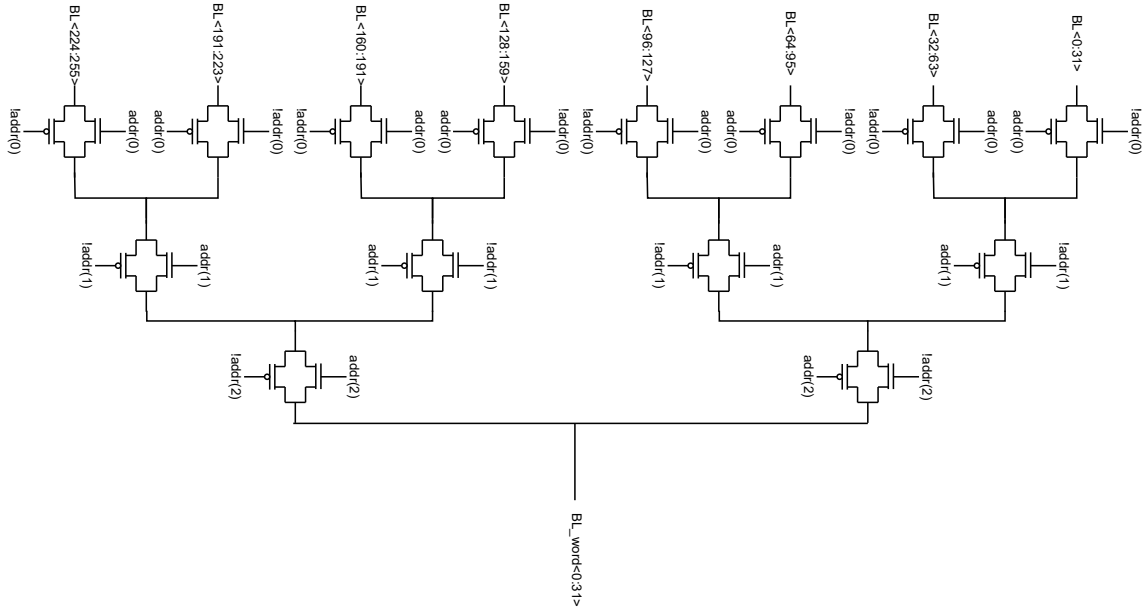 !addr(0)
BL<0:31>
!addr(1)
addr(0)
addr(0)
addr(1)
BL<32:63>
!addr(2)
!addr(0)
!addr(0)
addr(2)
BL<64:95>
addr(1)
addr(0)
addr(0)
!addr(1)
BL<96:127>
!addr(0)
BL_word<0:31>
!addr(0)
BL<128:159>
!addr(1)
addr(0)
addr(0)
addr(1)
BL<160:191>
addr(2)
!addr(0)
!addr(0)
!addr(2)
BL<191:223>
addr(1)
addr(0)
addr(0)
!addr(1)
BL<224:255>
!addr(0)